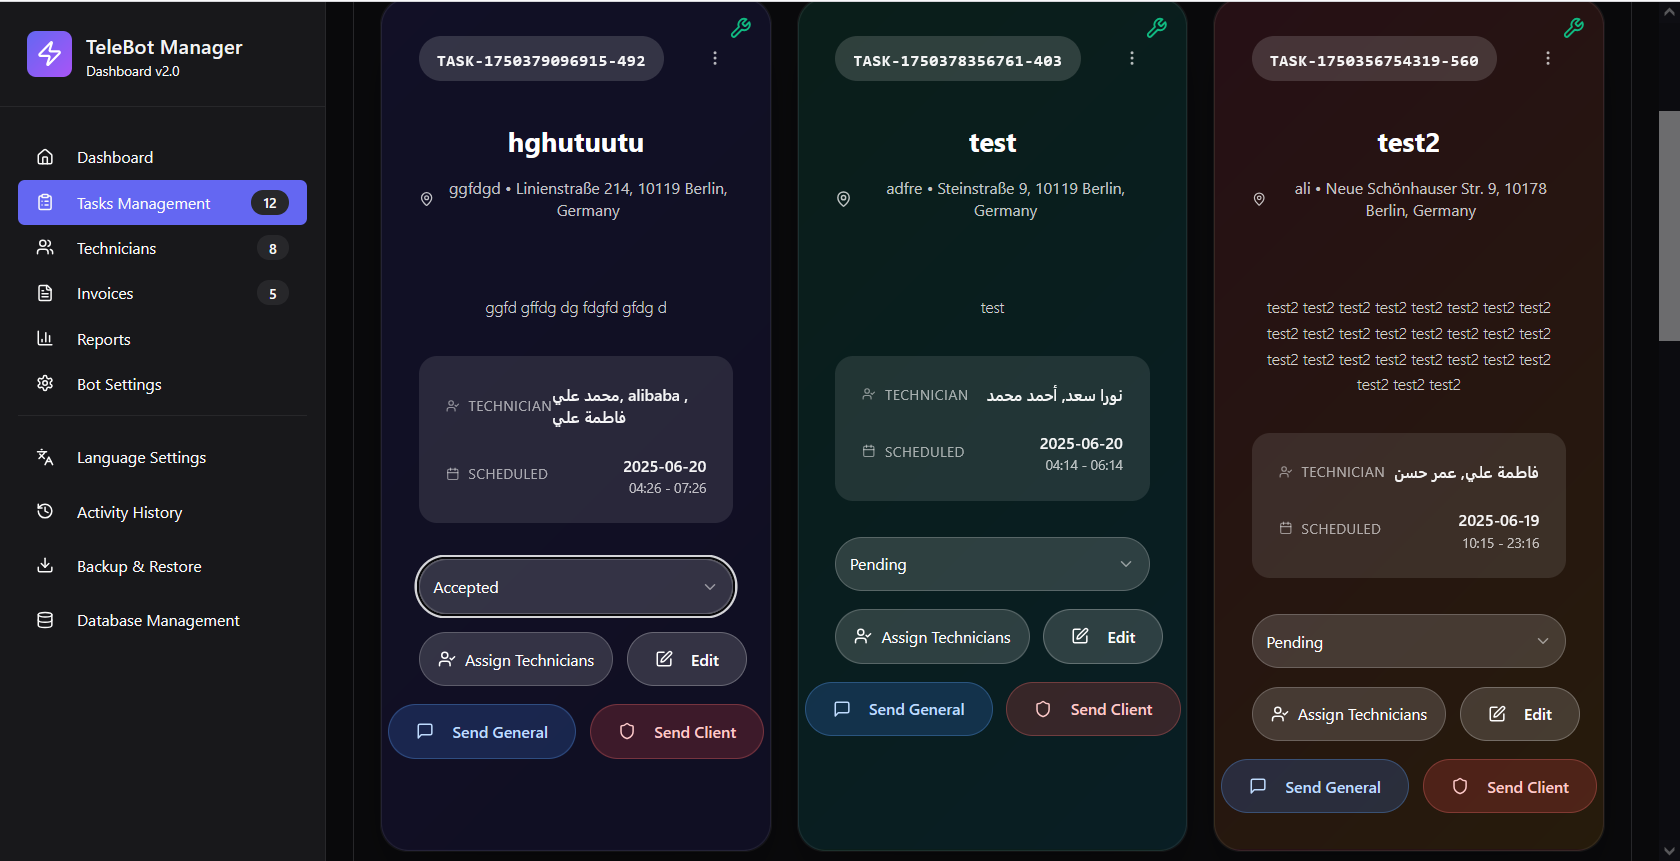 TeleBot Manager
Dashboard v2.0
Dashboard
Tasks Management 12
Technicians 8
Invoices 5
Reports
Bot Settings
Language Settings
Activity History
Backup & Restore
Database Management
TASK-1750379096915-492
hghutuutu
ggfdgd • Linienstraße 214, 10119 Berlin,
Germany
ggfd gffdg dg fdgfd gfdg d
TECHNICIAN
محمد علي, alibaba ,
فاطمة علي
SCHEDULED
2025-06-20
04:26 - 07:26
Accepted
Assign Technicians
Edit
Send General
Send Client
TASK-1750378356761-403
test
adfre • Steinstraße 9, 10119 Berlin,
Germany
test
TECHNICIAN
نورا سعد, أحمد محمد
SCHEDULED
2025-06-20
04:14 - 06:14
Pending
Assign Technicians
Edit
Send General
Send Client
TASK-1750356754319-560
test2
ali • Neue Schönhauser Str. 9, 10178
Berlin, Germany
test2 test2 test2 test2 test2 test2 test2 test2
test2 test2 test2 test2 test2 test2 test2 test2
test2 test2 test2 test2 test2 test2 test2 test2
test2 test2 test2
TECHNICIAN
فاطمة علي, عمر حسن
SCHEDULED
2025-06-19
10:15 - 23:16
Pending
Assign Technicians
Edit
Send General
Send Client